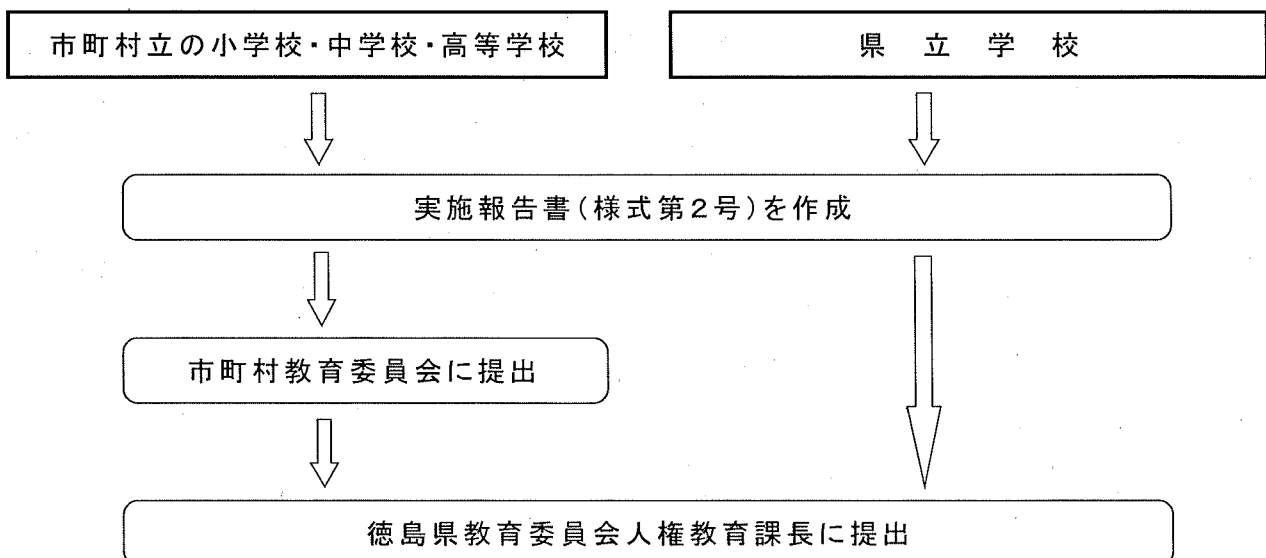 市町村立の小学校・中学校・高等学校
県立学校
実施報告書(様式第2号)を作成
市町村教育委員会に提出
徳島県教育委員会人権教育課長に提出